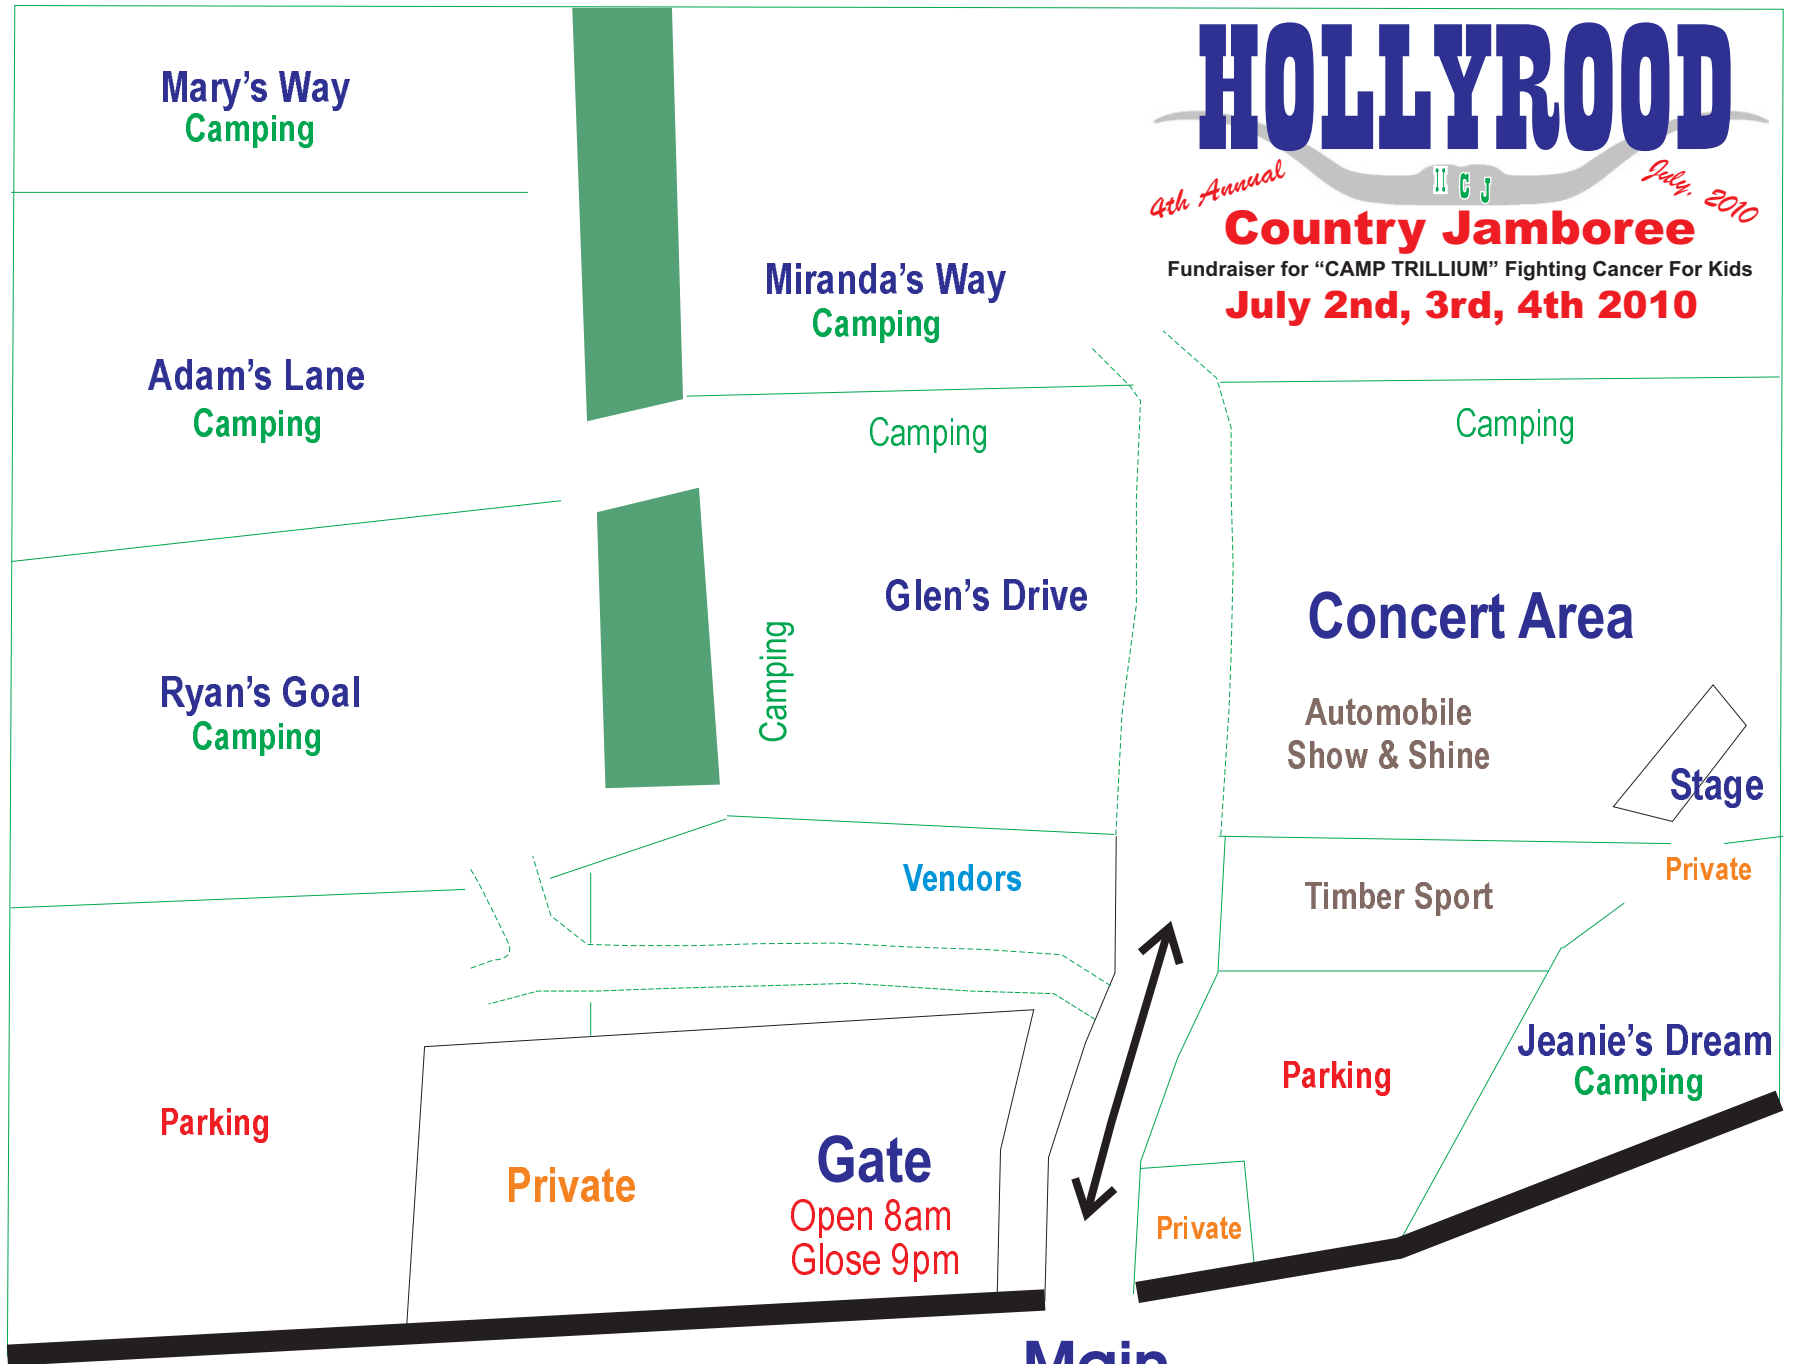 HOLLYROOD
4th Annual
H C J
July, 2010
Country Jamboree
Fundraiser for “CAMP TRILLIUM” Fighting Cancer For Kids
July 2nd, 3rd, 4th 2010
Mary’s Way
Camping
Miranda’s Way
Camping
Adam’s Lane
Camping
Camping
Camping
Glen’s Drive
Concert Area
Camping
Ryan’s Goal
Camping
Automobile
Show & Shine
Stage
Vendors
Timber Sport
Private
Jeanie’s Dream
Camping
Parking
Parking
Private
Gate
Open 8am
Glose 9pm
Private
Main